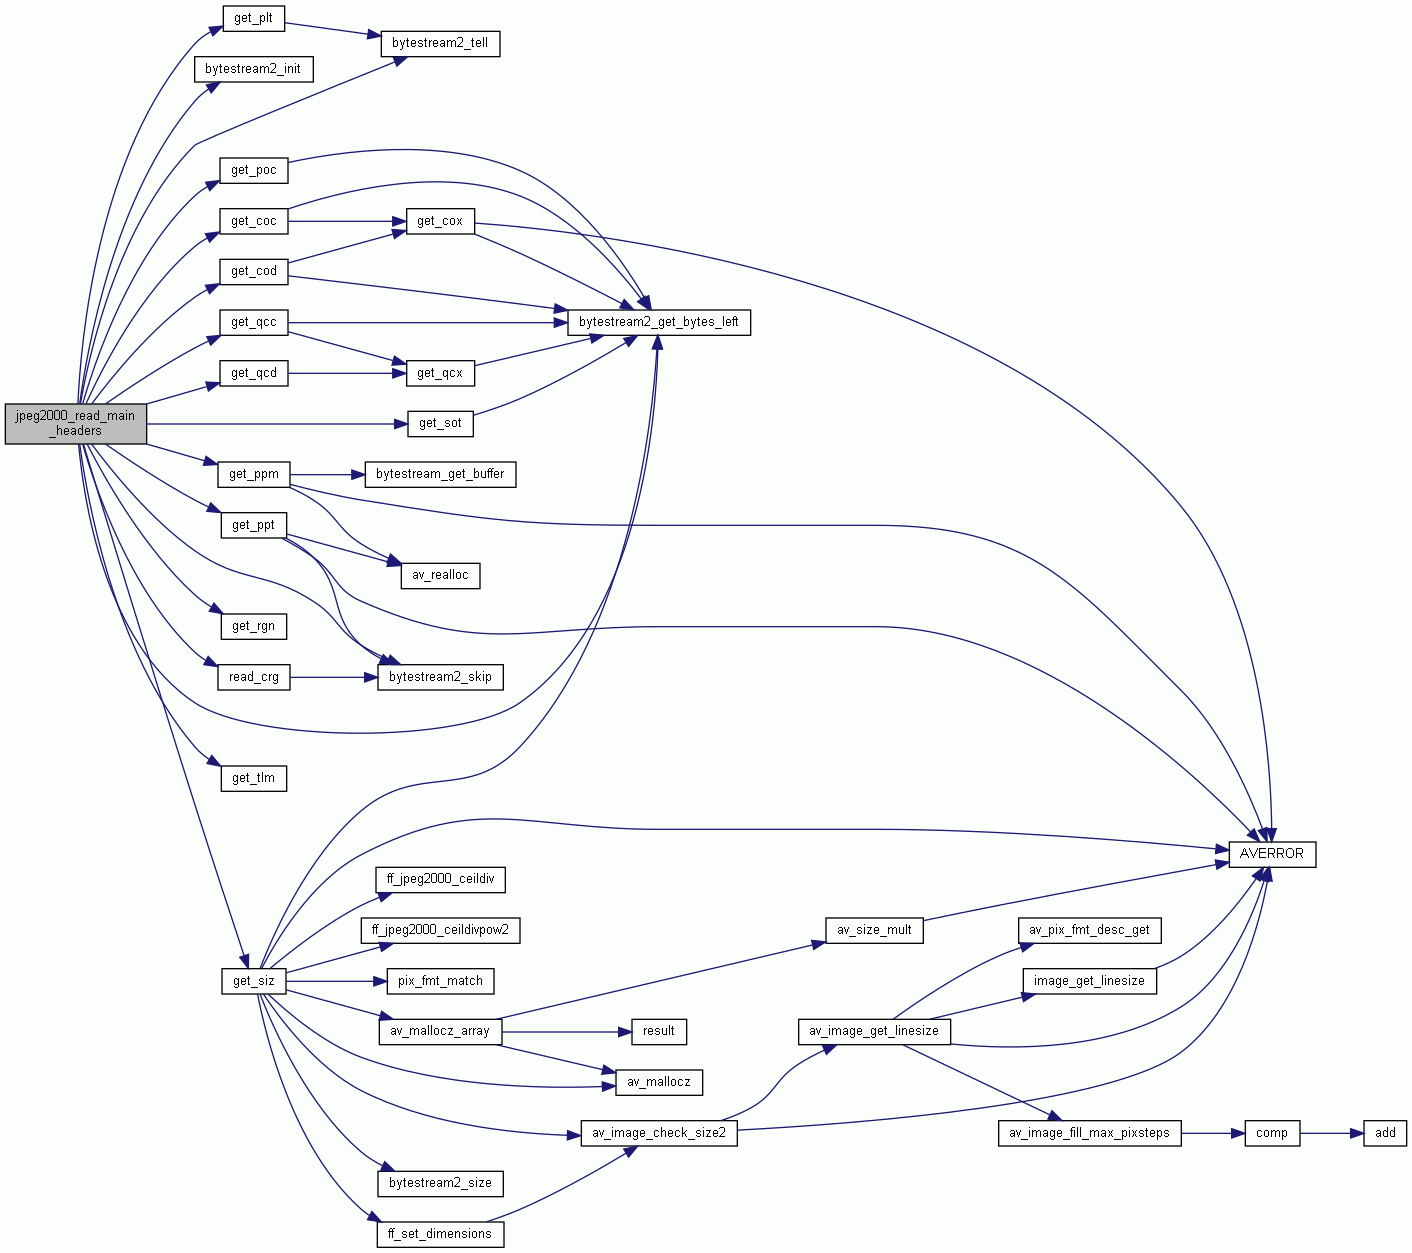 get_plt
bytestream2_tell
bytestream2_init
get_poc
get_coc
get_cox
get_cod
get_qcc
bytestream2_get_bytes_left
get_qcd
get_qcx
jpeg2000_read_main
_headers
get_sot
get_ppm
bytestream_get_buffer
get_ppt
av_realloc
get_rgn
read_crg
bytestream2_skip
get_tlm
AVERROR
ff_jpeg2000_ceildiv
ff_jpeg2000_ceildivpow2
av_size_mult
av_pix_fmt_desc_get
get_siz
pix_fmt_match
image_get_linesize
av_mallocz_array
result
av_image_get_linesize
av_mallocz
av_image_check_size2
av_image_fill_max_pixsteps
comp
add
bytestream2_size
ff_set_dimensions